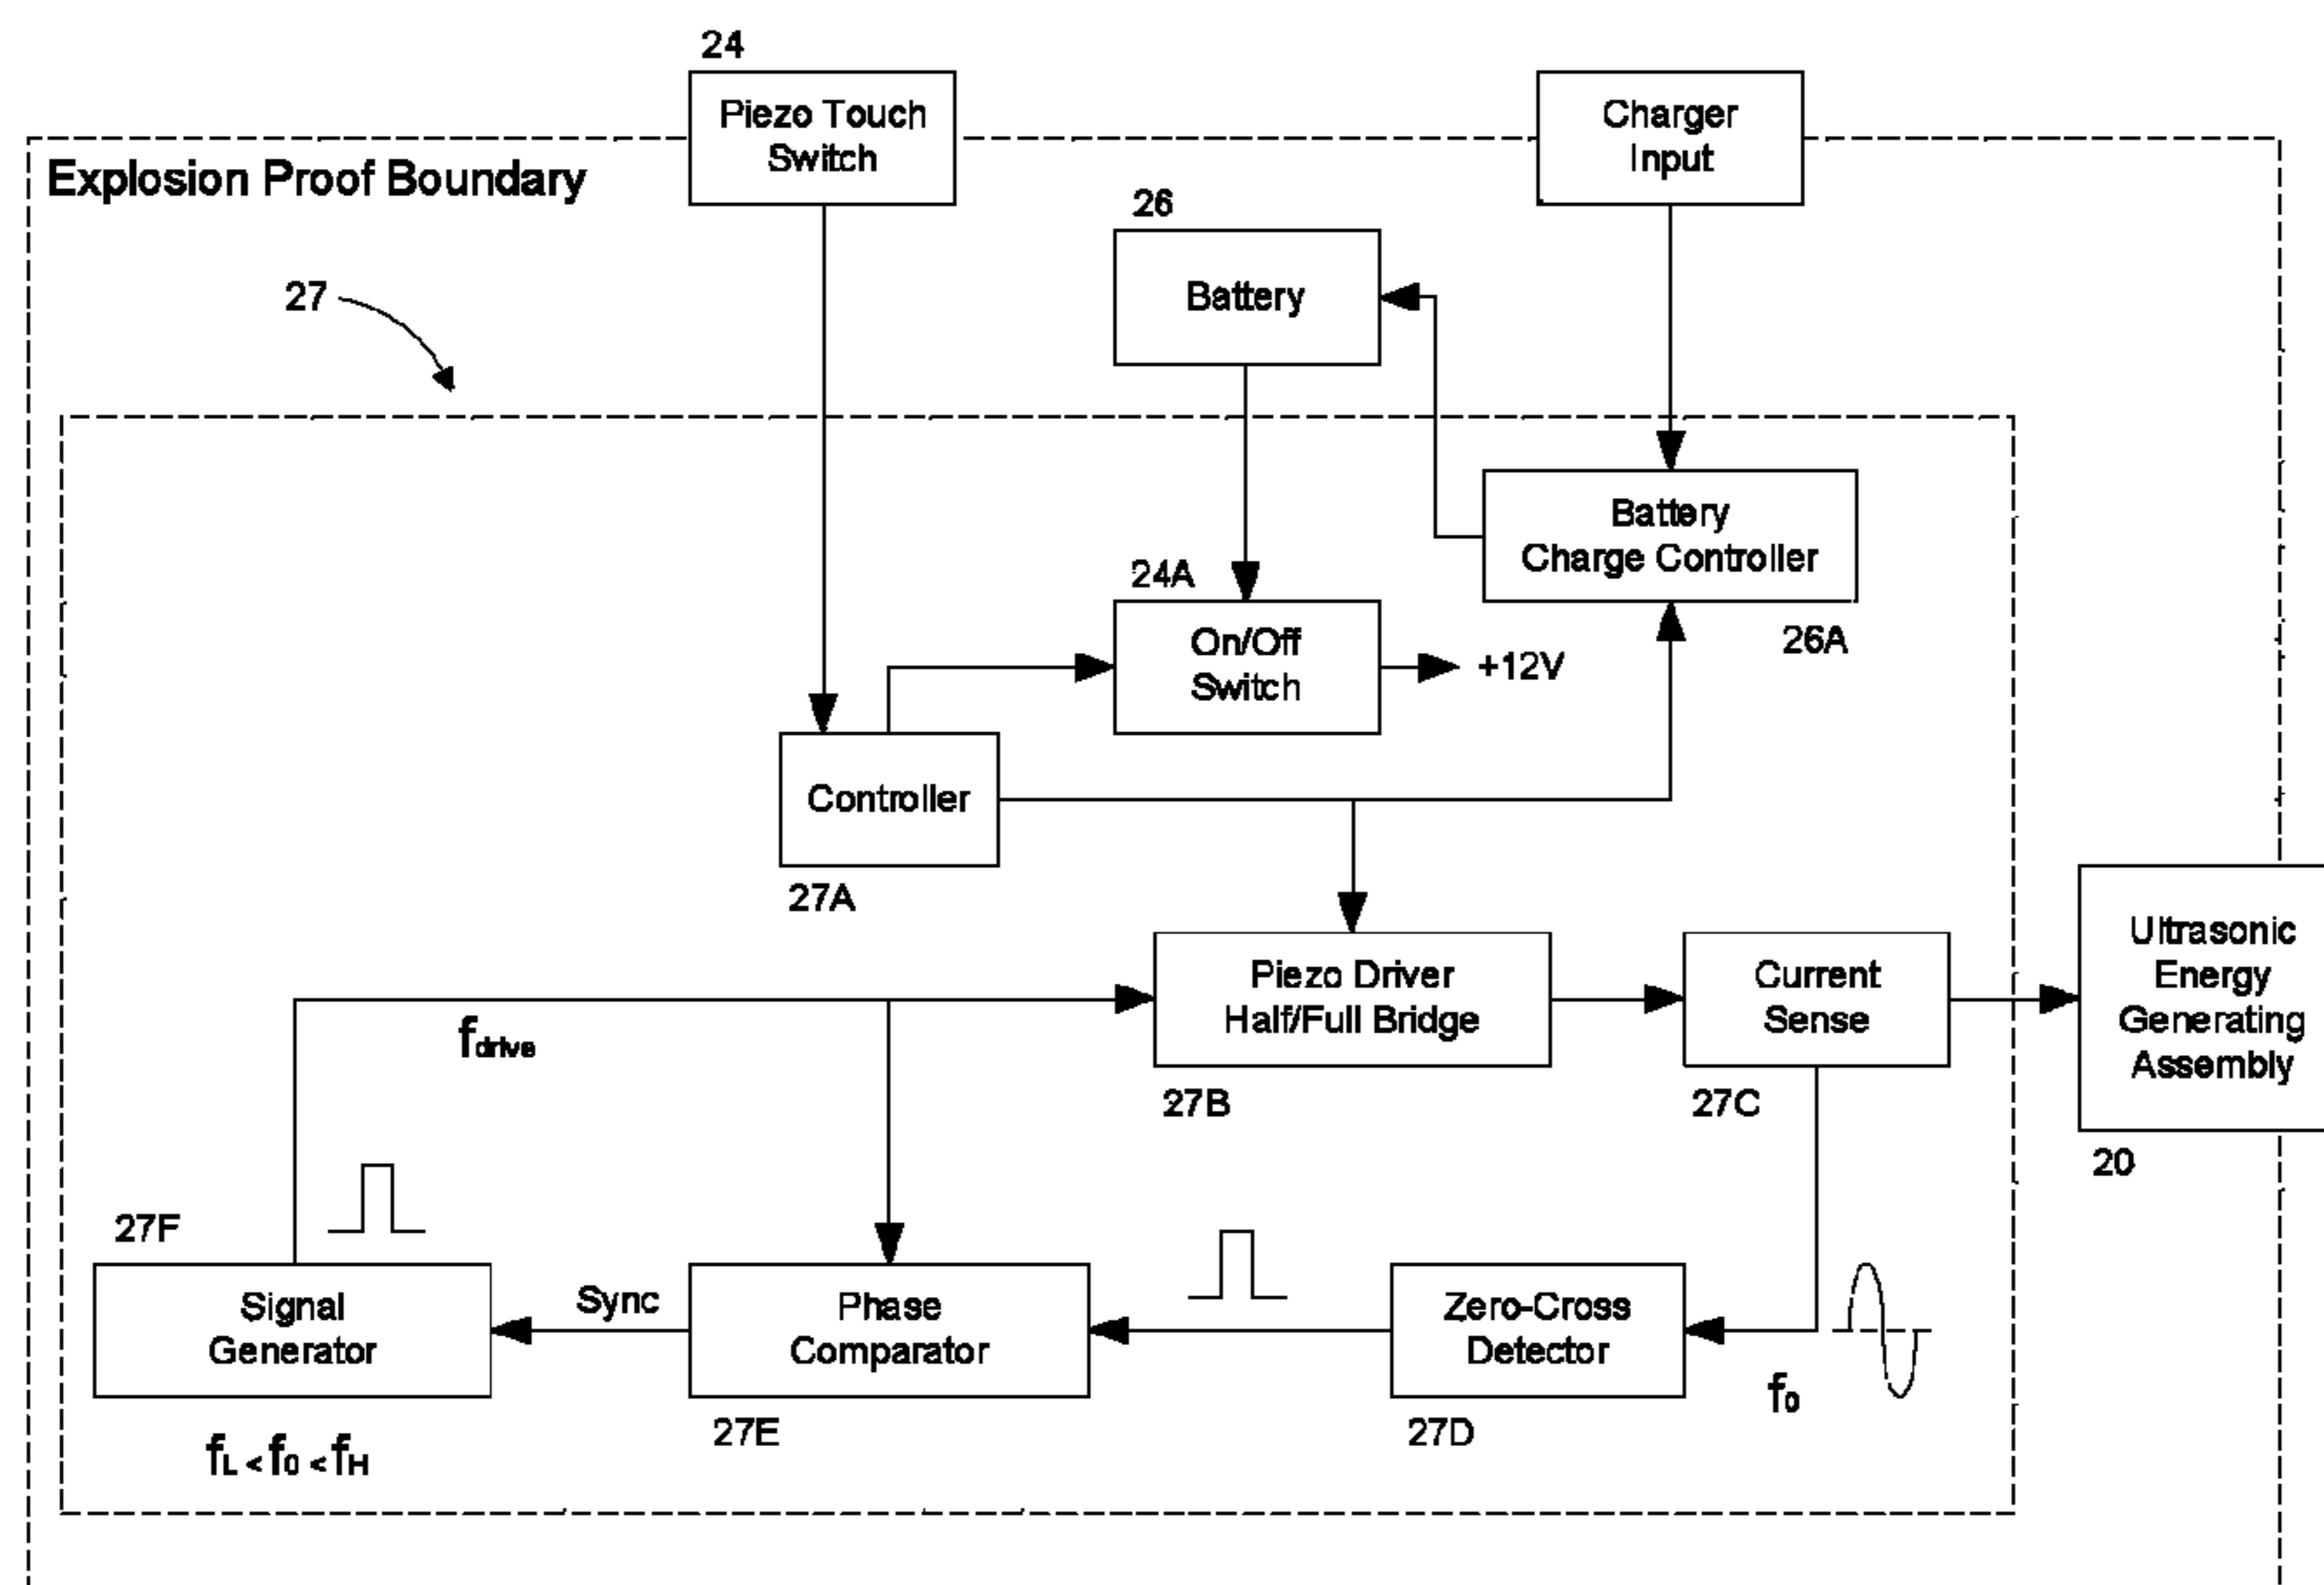 24
Piezo Touch
Switch
Charger
Input
Explosion Proof Boundary
26
Battery
27
Battery
Charge Controller
26A
24A
On/Off
Switch
+12V
Controller
27A
Piezo Driver
Half/Full Bridge
27B
Current
Sense
27C
Ultrasonic
Energy
Generating
Assembly
20
fdrive
27F
Signal
Generator
fL < f0 < fH
Sync
Phase
Comparator
27E
Zero-Cross
Detector
27D
f0